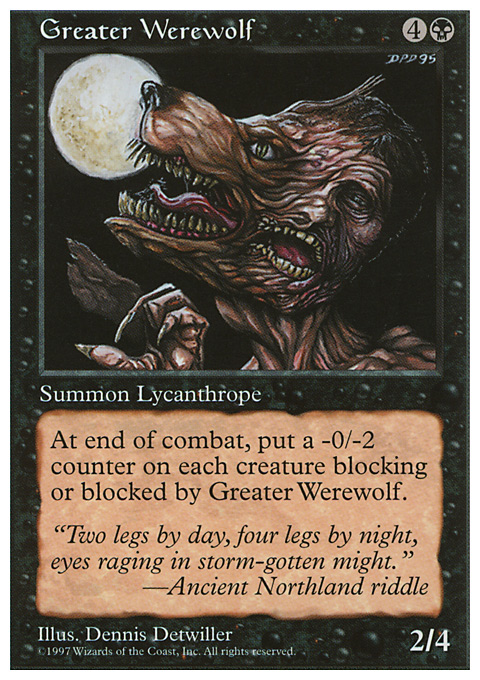 Greater Werewolf 4
DPD95
Summon Lycanthrope
At end of combat, put a -0/-2
counter on each creature blocking
or blocked by Greater Werewolf.
“Two legs by day, four legs by night,
eyes raging in storm-gotten might.”
—Ancient Northland riddle
Illus. Dennis Detwiller
©1997 Wizards of the Coast, Inc. All rights reserved.
2/4